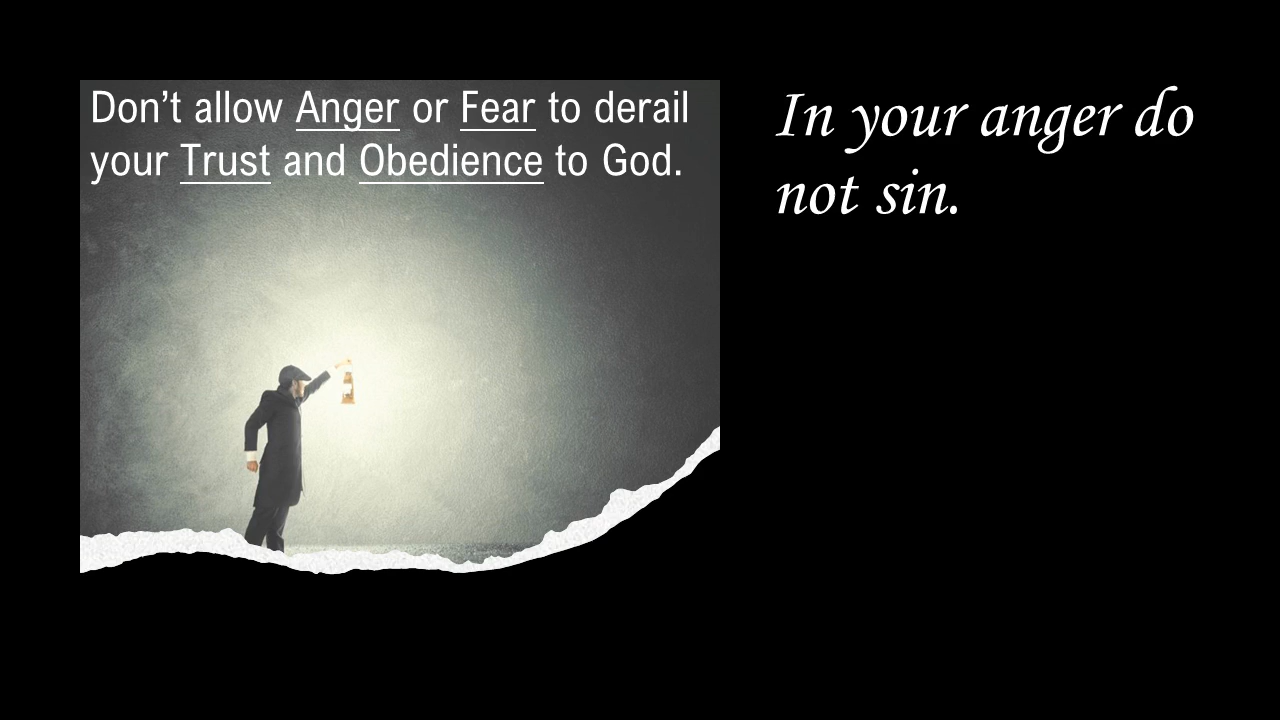 Don’t allow Anger or Fear to derail
your Trust and Obedience to God.
In your anger do
not sin.